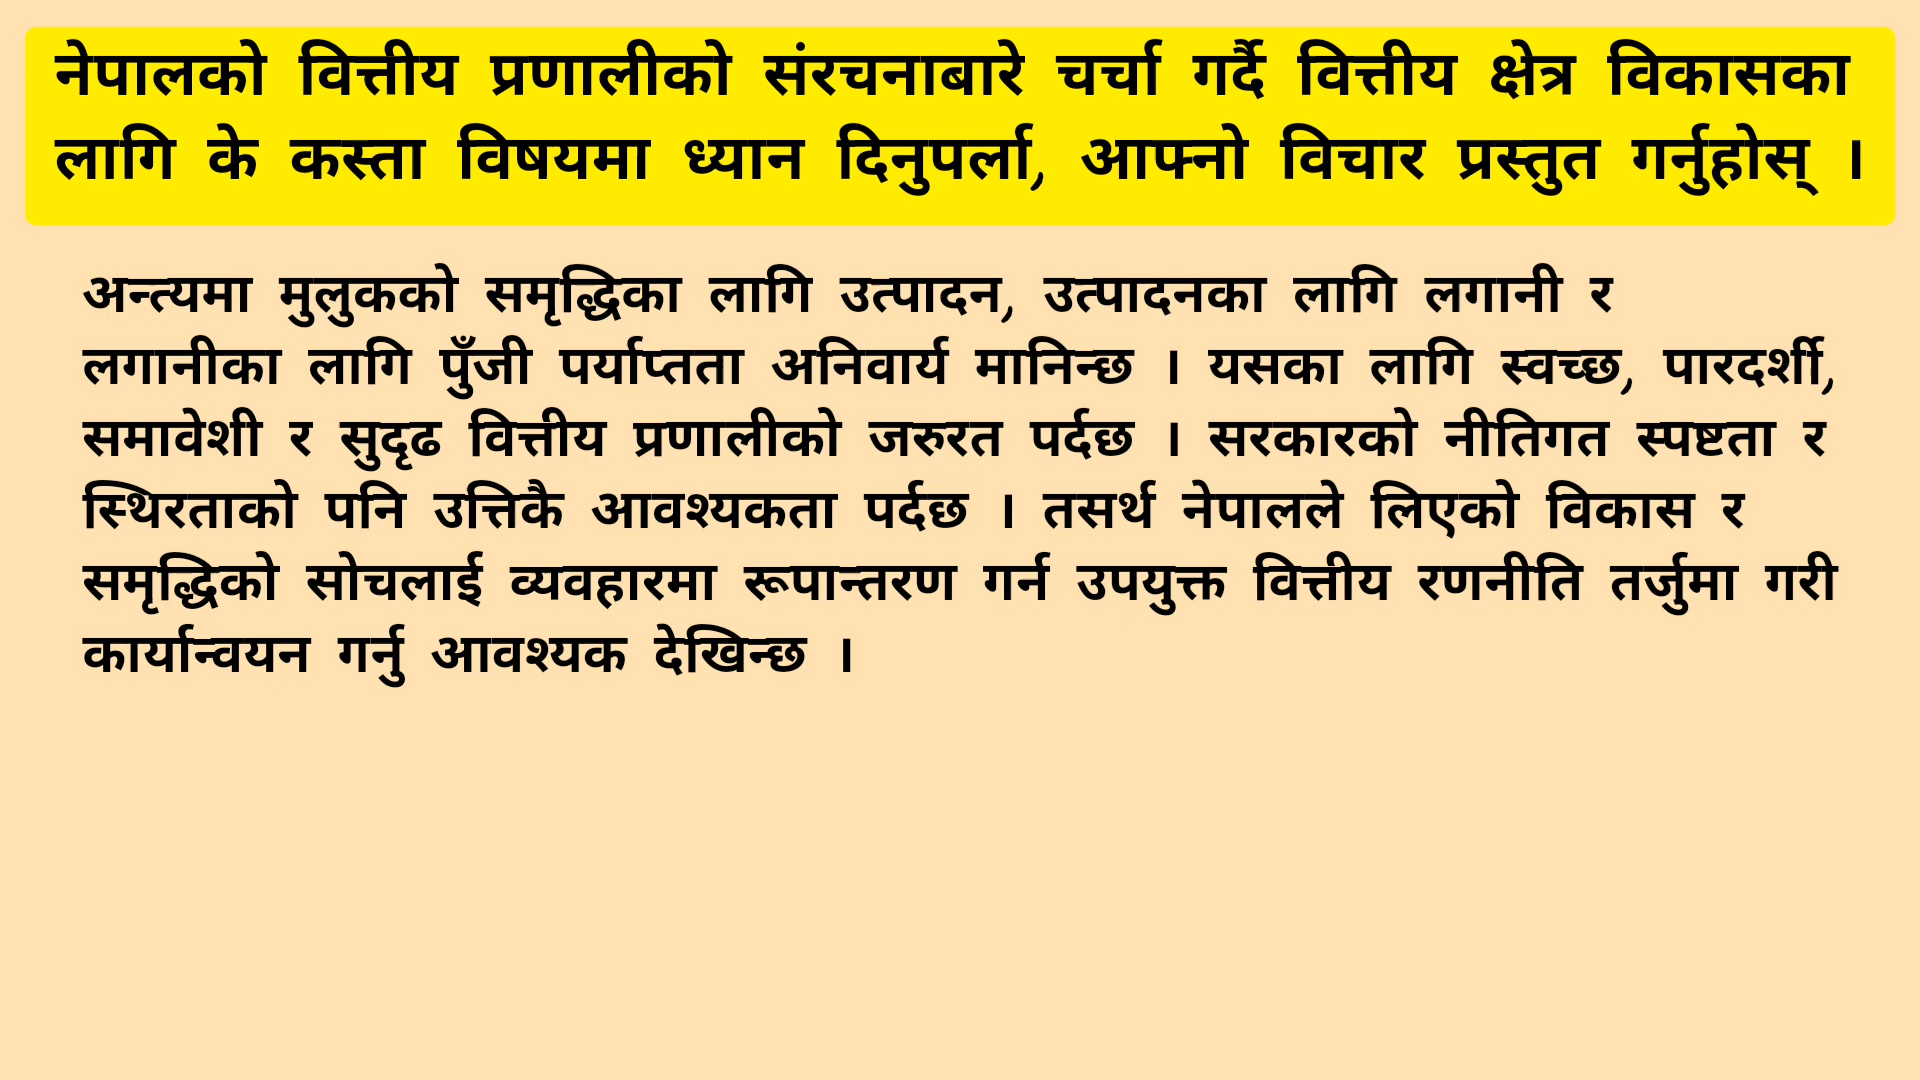 नेपालको वित्तीय प्रणालीको संरचनाबारे चर्चा गर्दै वित्तीय क्षेत्र विकासका
लागि के कस्ता विषयमा ध्यान दिनुपर्ला, आफ्नो विचार प्रस्तुत गर्नुहोस् ।
अन्त्यमा मुलुकको समृद्धिका लागि उत्पादन, उत्पादनका लागि लगानी र
लगानीका लागि पुँजी पर्याप्तता अनिवार्य मानिन्छ । यसका लागि स्वच्छ, पारदर्शी,
समावेशी र सुदृढ वित्तीय प्रणालीको जरुरत पर्दछ । सरकारको नीतिगत स्पष्टता र
स्थिरताको पनि उत्तिकै आवश्यकता पर्दछ । तसर्थ नेपालले लिएको विकास र
समृद्धिको सोचलाई व्यवहारमा रूपान्तरण गर्न उपयुक्त वित्तीय रणनीति तर्जुमा गरी
कार्यान्वयन गर्नु आवश्यक देखिन्छ ।